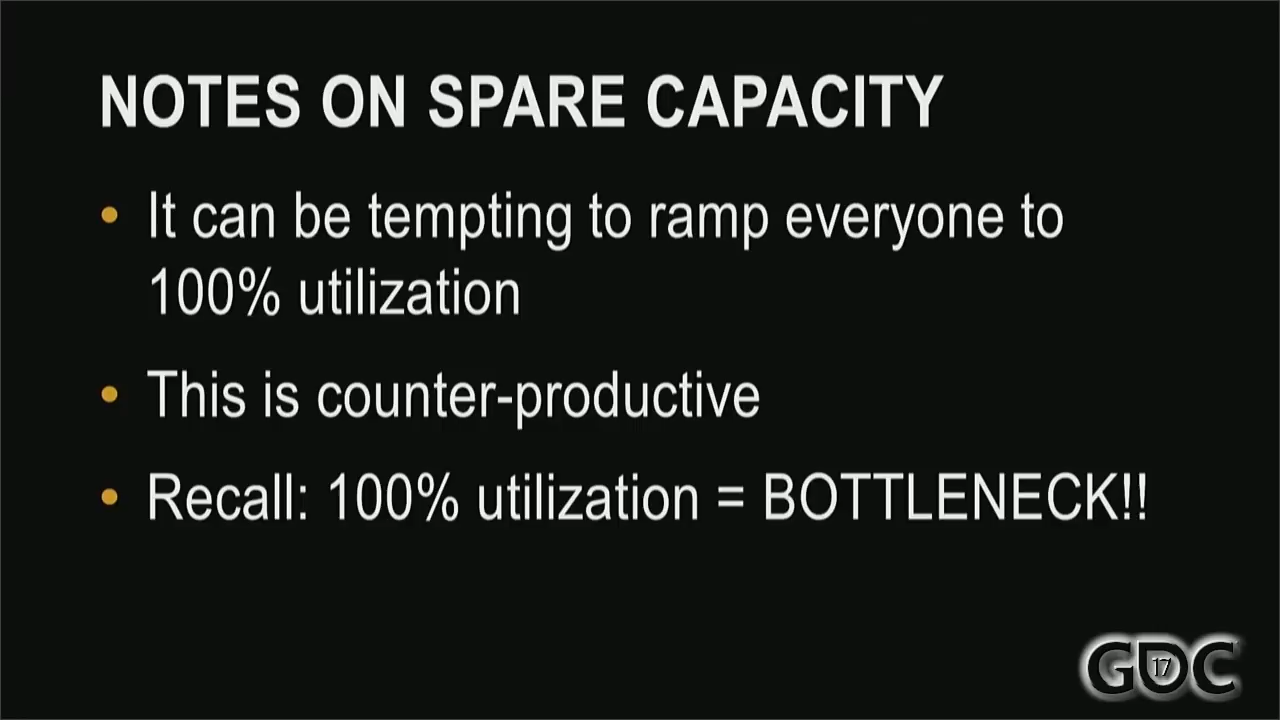 NOTES ON SPARE CAPACITY
• It can be tempting to ramp everyone to
100% utilization
• This is counter-productive
• Recall: 100% utilization = BOTTLENECK!!
GDC
17